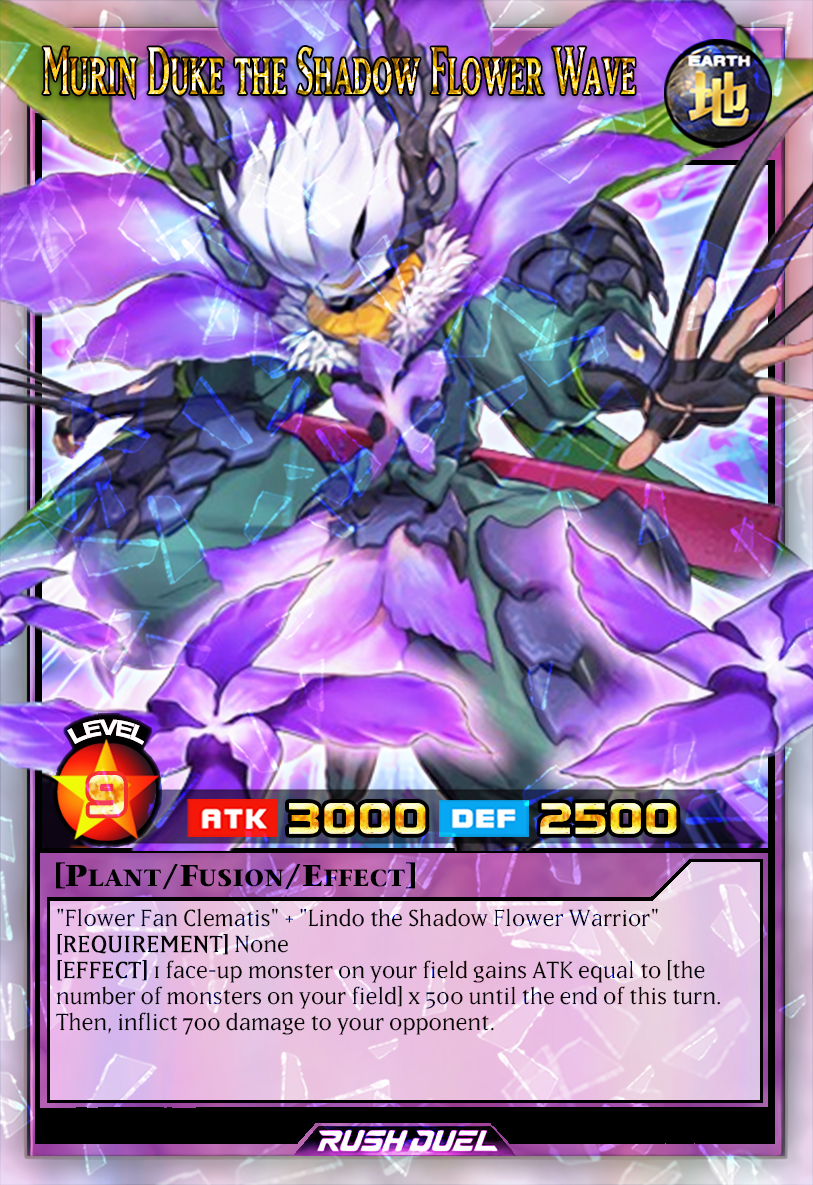 MURIN DUKE THE SHADOW FLOWER WAVE
EARTH
地
LEVEL
9
ATK 3000 DEF 2500
[PLANT/FUSION/EFFECT]
"Flower Fan Clematis" + "Lindo the Shadow Flower Warrior"
[REQUIREMENT] None
[EFFECT] 1 face-up monster on your field gains ATK equal to [the
number of monsters on your field] x 500 until the end of this turn.
Then, inflict 700 damage to your opponent.
RUSH DUEL